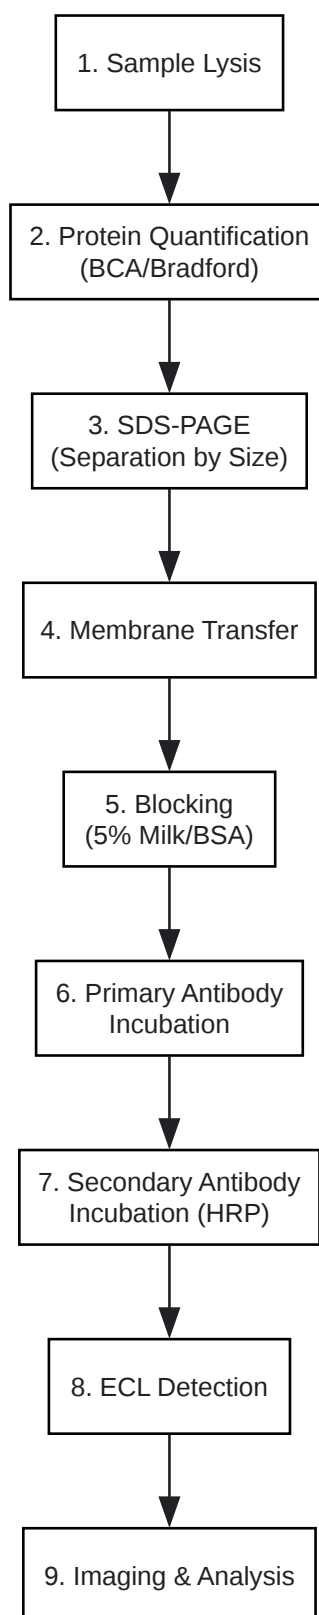 1. Sample Lysis
2. Protein Quantification
(BCA/Bradford)
3. SDS-PAGE
(Separation by Size)
4. Membrane Transfer
5. Blocking
(5% Milk/BSA)
6. Primary Antibody
Incubation
7. Secondary Antibody
Incubation (HRP)
8. ECL Detection
9. Imaging & Analysis